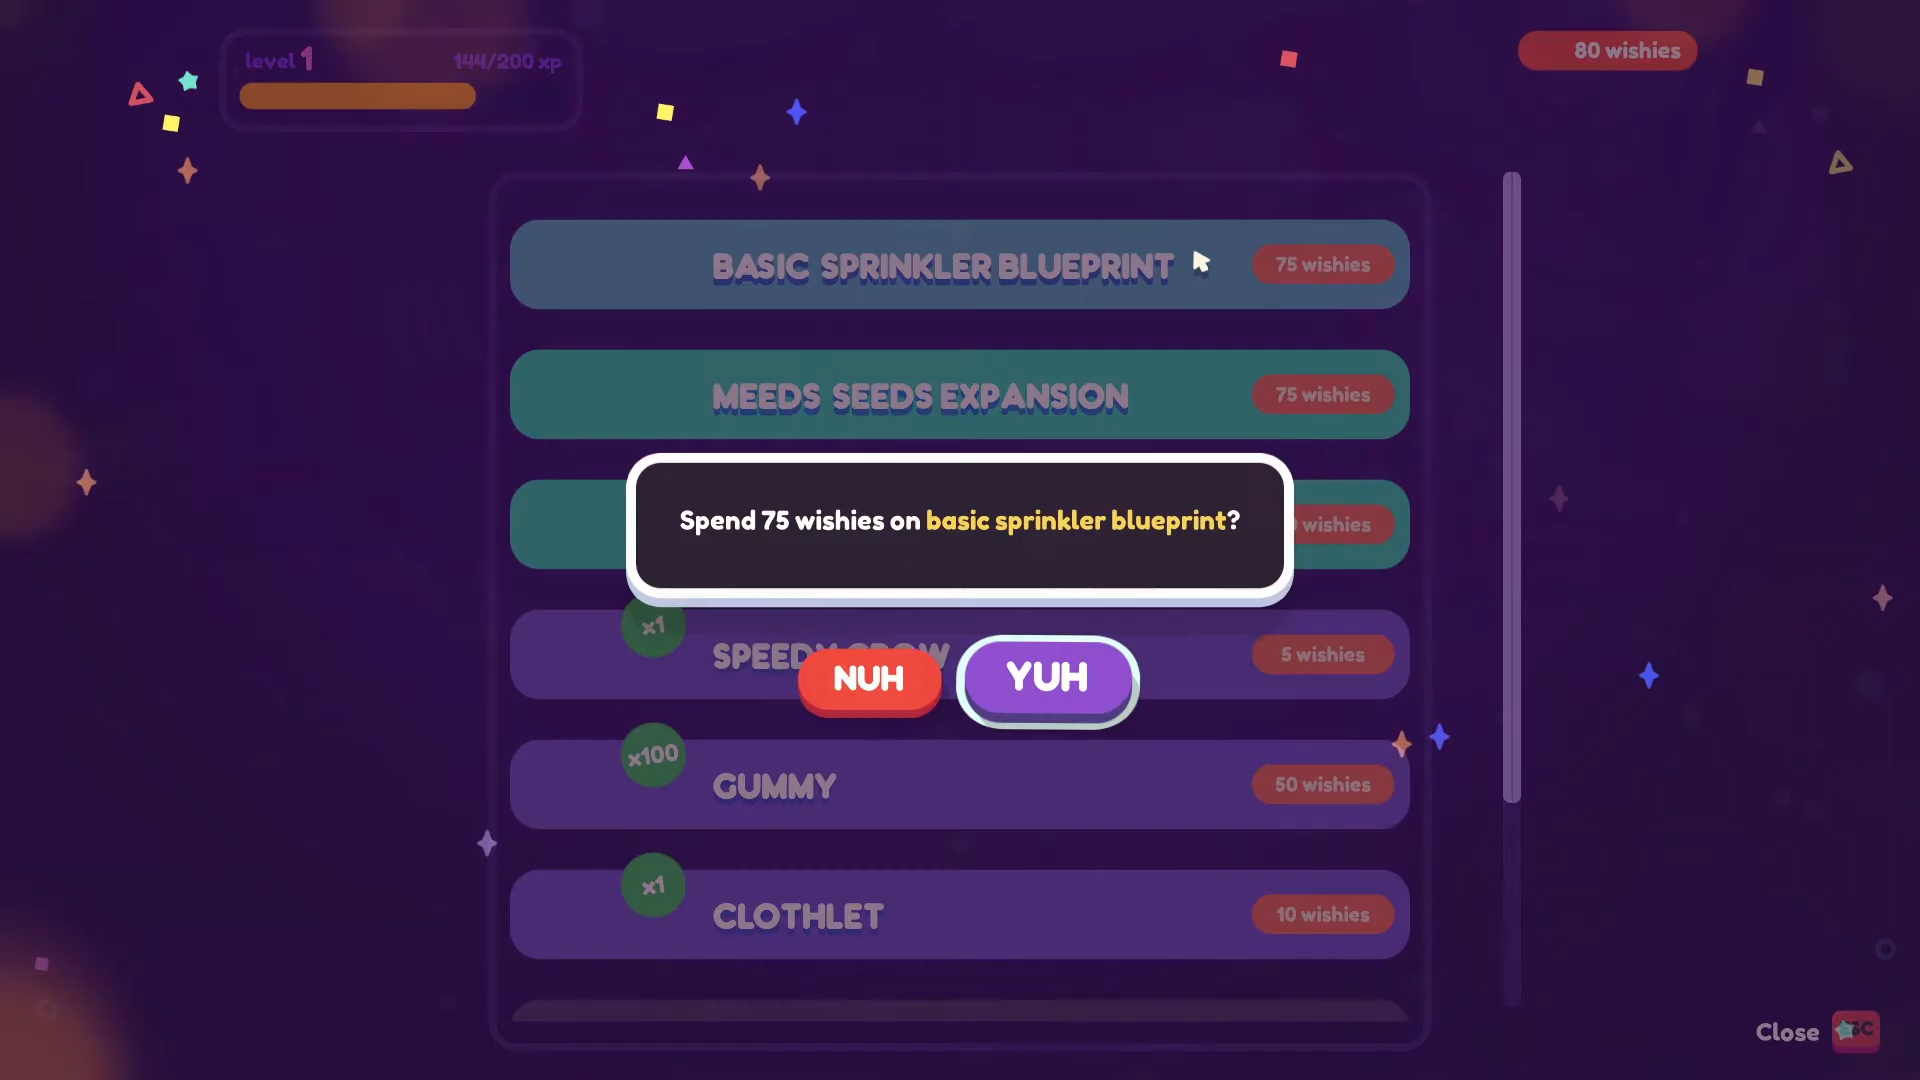 level 1
144/200 xp
80 wishies
BASIC SPRINKLER BLUEPRINT
75 wishies
MEEDS SEEDS EXPANSION
75 wishies
wishies
Spend 75 wishies on basic sprinkler blueprint?
x1
5 wishies
NUH
YUH
x100
GUMMY
50 wishies
x1
CLOTHLET
10 wishies
Close